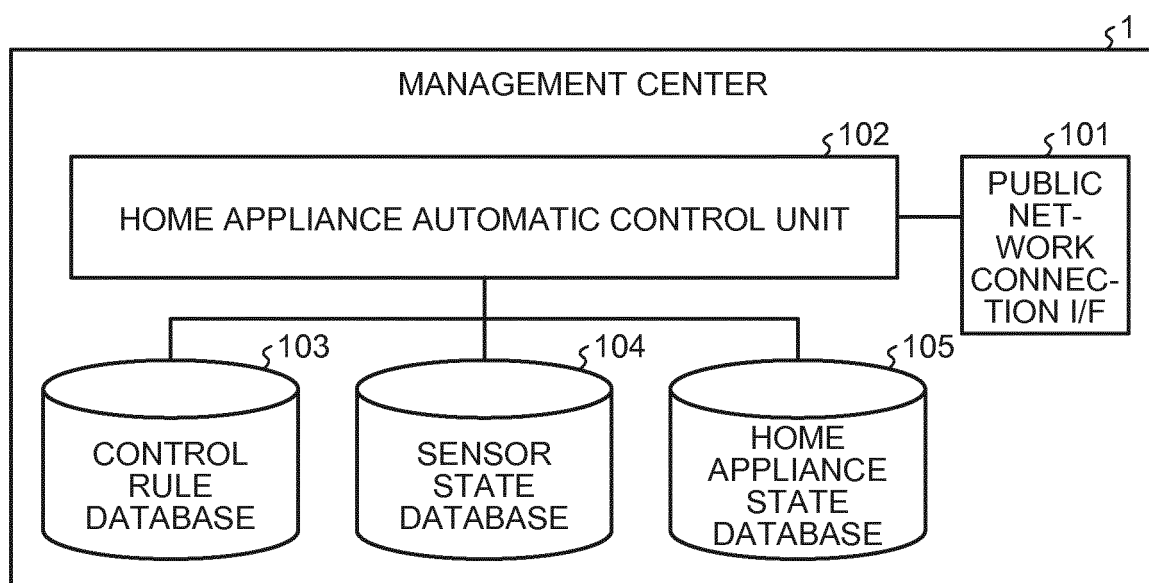 1
MANAGEMENT CENTER
102
HOME APPLIANCE AUTOMATIC CONTROL UNIT
101
PUBLIC
NET-
WORK
CONNEC-
TION I/F
103
CONTROL
RULE
DATABASE
104
SENSOR
STATE
DATABASE
105
HOME
APPLIANCE
STATE
DATABASE